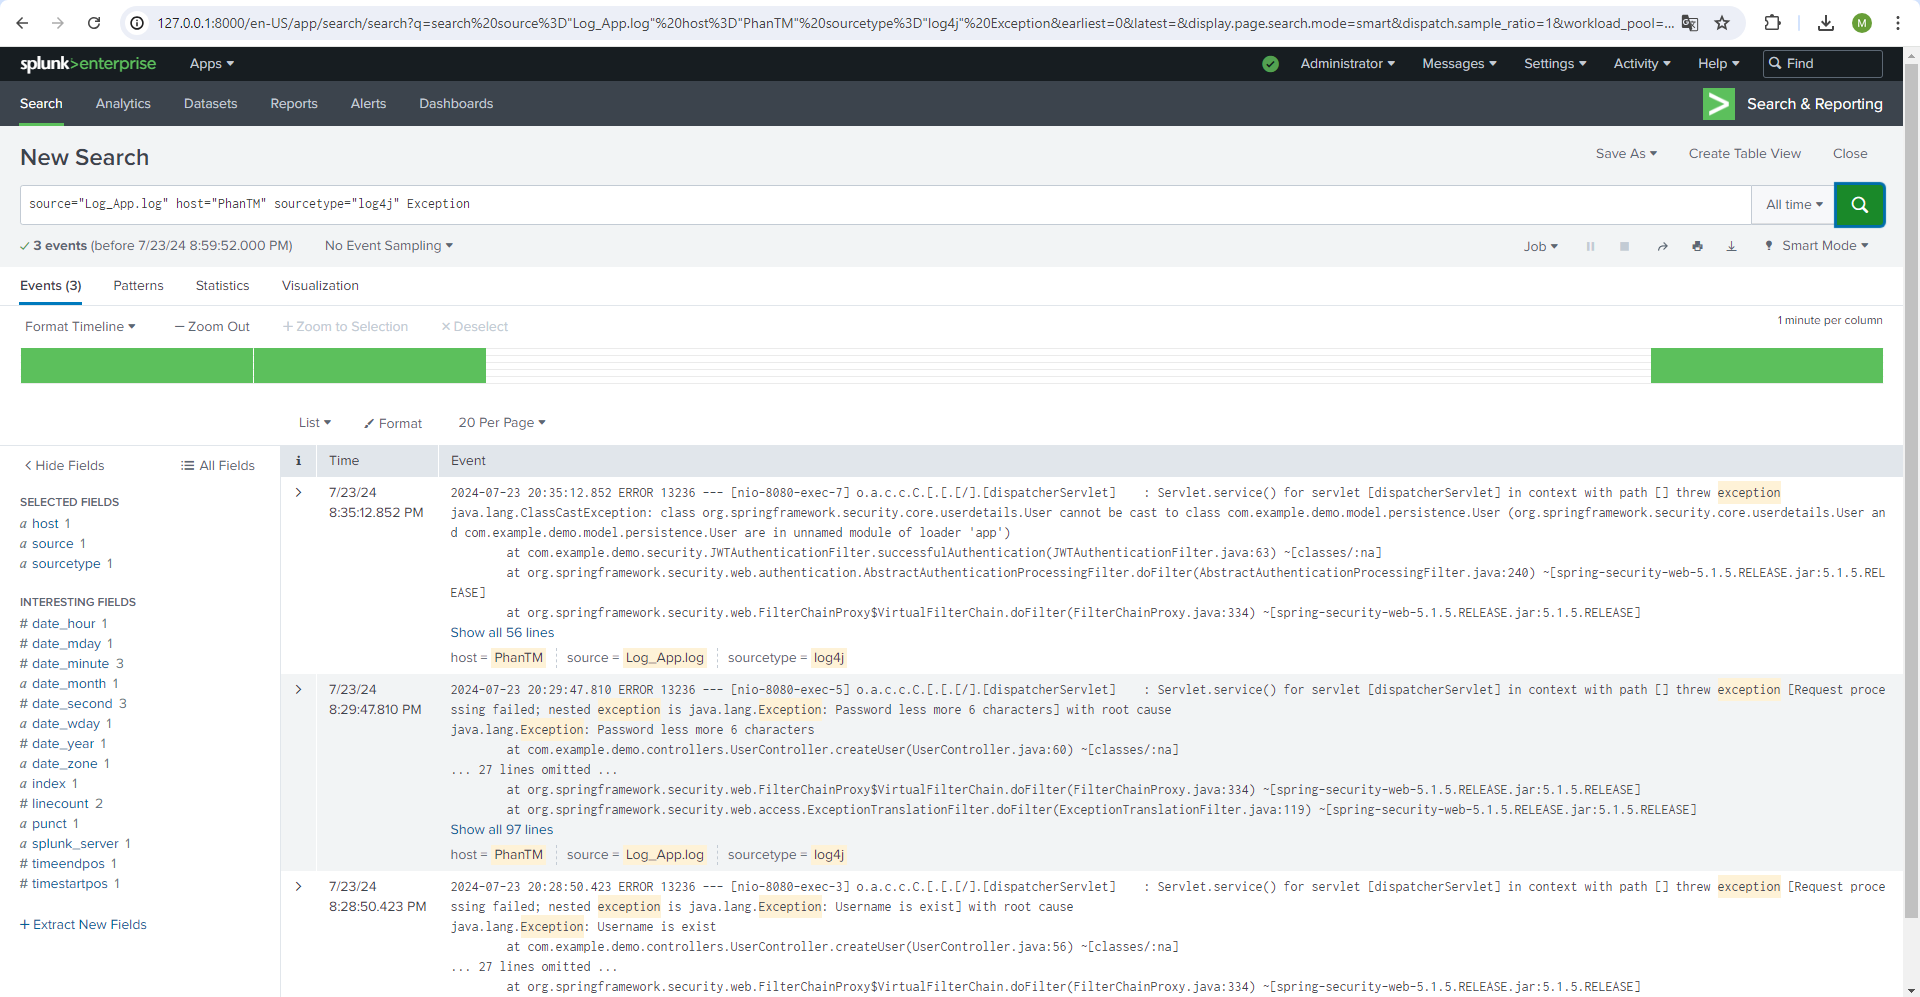 127.0.0.1:8000/en-US/app/search/search?q=search%20source%3D"Log_App.log"%20host%3D"PhanTM"%20sourcetype%3D"log4j"%20Exception&earliest=0&latest=&display.page.search.mode=smart&dispatch.sample_ratio=1&workload_pool=...
M
splunk>enterprise Apps Administrator Messages Settings Activity Help Find
Search Analytics Datasets Reports Alerts Dashboards Search & Reporting
New Search Save As Create Table View Close
source="Log_App.log" host="PhanTM" sourcetype="log4j" Exception All time
3 events (before 7/23/24 8:59:52.000 PM) No Event Sampling Job Smart Mode
Events (3) Patterns Statistics Visualization
Format Timeline — Zoom Out + Zoom to Selection × Deselect 1 minute per column
List Format 20 Per Page
< Hide Fields All Fields
SELECTED FIELDS
a host 1
a source 1
a sourcetype 1
INTERESTING FIELDS
# date_hour 1
# date_mday 1
# date_minute 3
a date_month 1
# date_second 3
a date_wday 1
# date_year 1
a date_zone 1
a index 1
# linecount 2
a punct 1
a splunk_server 1
# timeendpos 1
# timestartpos 1
+ Extract New Fields
i Time Event
7/23/24
8:35:12.852 PM
2024-07-23 20:35:12.852 ERROR 13236 --- [nio-8080-exec-7] o.a.c.c.C.[.[.[/].[dispatcherServlet] : Servlet.service() for servlet [dispatcherServlet] in context with path [] threw exception
java.lang.ClassCastException: class org.springframework.security.core.userdetails.User cannot be cast to class com.example.demo.model.persistence.User (org.springframework.security.core.userdetails.User an
d com.example.demo.model.persistence.User are in unnamed module of loader 'app')
at com.example.demo.security.JWTAuthenticationFilter.successfulAuthentication(JWTAuthenticationFilter.java:63) ~[classes/:na]
at org.springframework.security.web.authentication.AbstractAuthenticationProcessingFilter.doFilter(AbstractAuthenticationProcessingFilter.java:240) ~[spring-security-web-5.1.5.RELEASE.jar:5.1.5.REL
EASE]
at org.springframework.security.web.FilterChainProxy$VirtualFilterChain.doFilter(FilterChainProxy.java:334) ~[spring-security-web-5.1.5.RELEASE.jar:5.1.5.RELEASE]
Show all 56 lines
host = PhanTM source = Log_App.log sourcetype = log4j
7/23/24
8:29:47.810 PM
2024-07-23 20:29:47.810 ERROR 13236 --- [nio-8080-exec-5] o.a.c.c.C.[.[.[/].[dispatcherServlet] : Servlet.service() for servlet [dispatcherServlet] in context with path [] threw exception [Request proce
ssing failed; nested exception is java.lang.Exception: Password less more 6 characters] with root cause
java.lang.Exception: Password less more 6 characters
at com.example.demo.controllers.UserController.createUser(UserController.java:60) ~[classes/:na]
... 27 lines omitted ...
at org.springframework.security.web.FilterChainProxy$VirtualFilterChain.doFilter(FilterChainProxy.java:334) ~[spring-security-web-5.1.5.RELEASE.jar:5.1.5.RELEASE]
at org.springframework.security.web.access.ExceptionTranslationFilter.doFilter(ExceptionTranslationFilter.java:119) ~[spring-security-web-5.1.5.RELEASE.jar:5.1.5.RELEASE]
Show all 97 lines
host = PhanTM source = Log_App.log sourcetype = log4j
7/23/24
8:28:50.423 PM
2024-07-23 20:28:50.423 ERROR 13236 --- [nio-8080-exec-3] o.a.c.c.C.[.[.[/].[dispatcherServlet] : Servlet.service() for servlet [dispatcherServlet] in context with path [] threw exception [Request proce
ssing failed; nested exception is java.lang.Exception: Username is exist] with root cause
java.lang.Exception: Username is exist
at com.example.demo.controllers.UserController.createUser(UserController.java:56) ~[classes/:na]
... 27 lines omitted ...
at org.springframework.security.web.FilterChainProxy$VirtualFilterChain.doFilter(FilterChainProxy.java:334) ~[spring-security-web-5.1.5.RELEASE.jar:5.1.5.RELEASE]